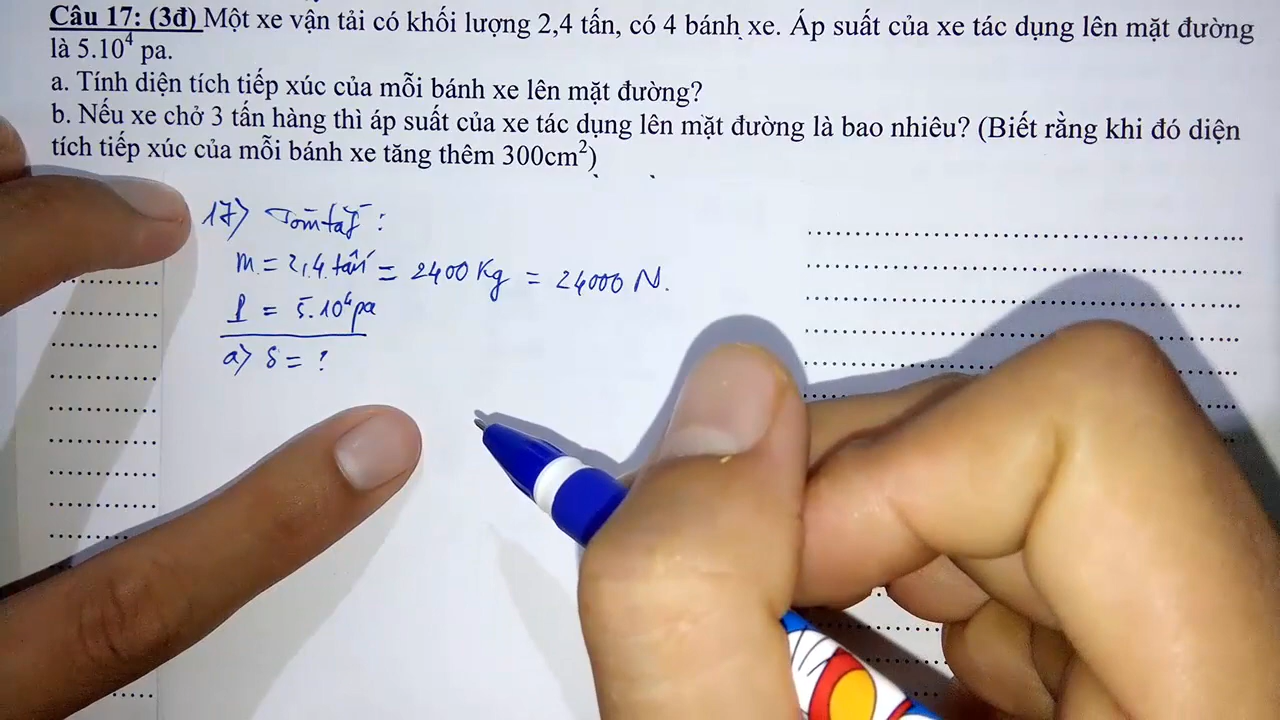 Câu 17: (3đ) Một xe vận tải có khối lượng 2,4 tấn, có 4 bánh xe. Áp suất của xe tác dụng lên mặt đường
là 5.10⁴ pa.
a. Tính diện tích tiếp xúc của mỗi bánh xe lên mặt đường?
b. Nếu xe chở 3 tấn hàng thì áp suất của xe tác dụng lên mặt đường là bao nhiêu? (Biết rằng khi đó diện
tích tiếp xúc của mỗi bánh xe tăng thêm 300cm²)
17) Tóm tắt:
m = 2,4 tấn = 2400 Kg = 24000 N.
P = 5.10⁴ pa
a) S = ?